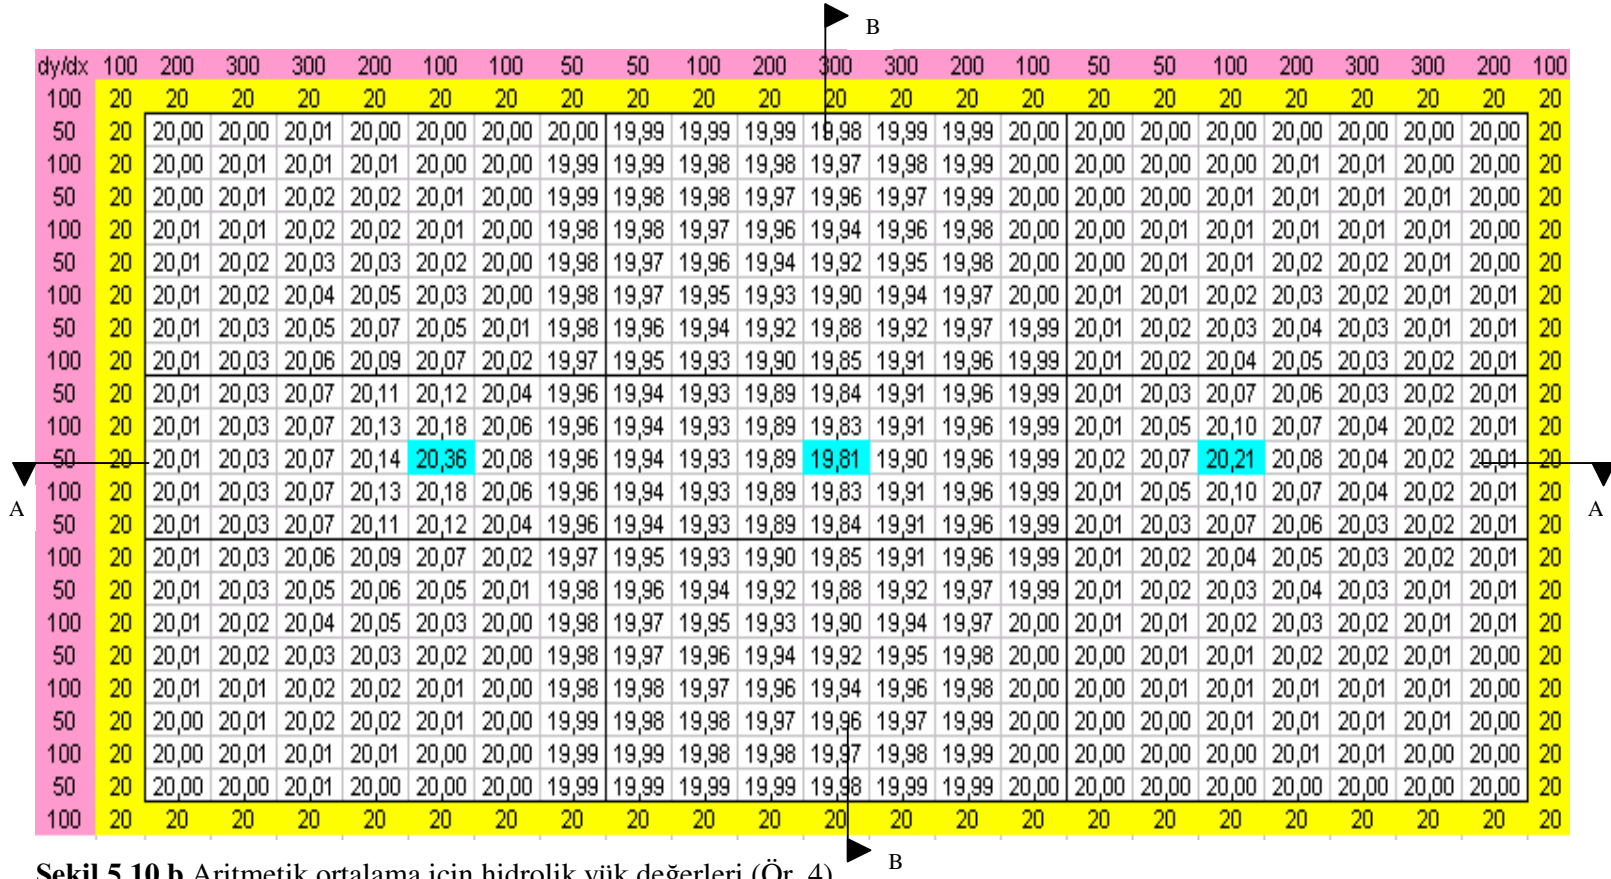 B
dy/dx 100 200 300 300 200 100 100 50 50 100 200 300 300 200 100 50 50 100 200 300 300 200 100
100 20 20 20 20 20 20 20 20 20 20 20 20 20 20 20 20 20 20 20 20 20 20 20
50 20 20,00 20,00 20,01 20,00 20,00 20,00 20,00 19,99 19,99 19,99 19,98 19,99 19,99 20,00 20,00 20,00 20,00 20,00 20,00 20,00 20,00 20
100 20 20,00 20,01 20,01 20,01 20,00 20,00 19,99 19,99 19,98 19,98 19,97 19,98 19,99 20,00 20,00 20,00 20,00 20,01 20,01 20,00 20,00 20
50 20 20,00 20,01 20,02 20,02 20,01 20,00 19,99 19,98 19,98 19,97 19,96 19,97 19,99 20,00 20,00 20,00 20,01 20,01 20,01 20,01 20,00 20
100 20 20,01 20,01 20,02 20,02 20,01 20,00 19,98 19,98 19,97 19,96 19,94 19,96 19,98 20,00 20,00 20,01 20,01 20,01 20,01 20,01 20,00 20
50 20 20,01 20,02 20,03 20,03 20,02 20,00 19,98 19,97 19,96 19,94 19,92 19,95 19,98 20,00 20,00 20,01 20,01 20,02 20,02 20,01 20,00 20
100 20 20,01 20,02 20,04 20,05 20,03 20,00 19,98 19,97 19,95 19,93 19,90 19,94 19,97 20,00 20,01 20,01 20,02 20,03 20,02 20,01 20,01 20
50 20 20,01 20,03 20,05 20,07 20,05 20,01 19,98 19,96 19,94 19,92 19,88 19,92 19,97 19,99 20,01 20,02 20,03 20,04 20,03 20,01 20,01 20
100 20 20,01 20,03 20,06 20,09 20,07 20,02 19,97 19,95 19,93 19,90 19,85 19,91 19,96 19,99 20,01 20,02 20,04 20,05 20,03 20,02 20,01 20
50 20 20,01 20,03 20,07 20,11 20,12 20,04 19,96 19,94 19,93 19,89 19,84 19,91 19,96 19,99 20,01 20,03 20,07 20,06 20,03 20,02 20,01 20
100 20 20,01 20,03 20,07 20,13 20,18 20,06 19,96 19,94 19,93 19,89 19,83 19,91 19,96 19,99 20,01 20,05 20,10 20,07 20,04 20,02 20,01 20
50 20 20,01 20,03 20,07 20,14 20,36 20,08 19,96 19,94 19,93 19,89 19,81 19,90 19,96 19,99 20,02 20,07 20,21 20,08 20,04 20,02 20,01 20
100 20 20,01 20,03 20,07 20,13 20,18 20,06 19,96 19,94 19,93 19,89 19,83 19,91 19,96 19,99 20,01 20,05 20,10 20,07 20,04 20,02 20,01 20
A A
50 20 20,01 20,03 20,07 20,11 20,12 20,04 19,96 19,94 19,93 19,89 19,84 19,91 19,96 19,99 20,01 20,03 20,07 20,06 20,03 20,02 20,01 20
100 20 20,01 20,03 20,06 20,09 20,07 20,02 19,97 19,95 19,93 19,90 19,85 19,91 19,96 19,99 20,01 20,02 20,04 20,05 20,03 20,02 20,01 20
50 20 20,01 20,03 20,05 20,06 20,05 20,01 19,98 19,96 19,94 19,92 19,88 19,92 19,97 19,99 20,01 20,02 20,03 20,04 20,03 20,01 20,01 20
100 20 20,01 20,02 20,04 20,05 20,03 20,00 19,98 19,97 19,95 19,93 19,90 19,94 19,97 20,00 20,01 20,01 20,02 20,03 20,02 20,01 20,01 20
50 20 20,01 20,02 20,03 20,03 20,02 20,00 19,98 19,97 19,96 19,94 19,92 19,95 19,98 20,00 20,00 20,01 20,01 20,02 20,02 20,01 20,00 20
100 20 20,01 20,01 20,02 20,02 20,01 20,00 19,98 19,98 19,97 19,96 19,94 19,96 19,98 20,00 20,00 20,01 20,01 20,01 20,01 20,01 20,00 20
50 20 20,00 20,01 20,02 20,02 20,01 20,00 19,99 19,98 19,98 19,97 19,96 19,97 19,99 20,00 20,00 20,00 20,01 20,01 20,01 20,01 20,00 20
100 20 20,00 20,01 20,01 20,01 20,00 20,00 19,99 19,99 19,98 19,98 19,97 19,98 19,99 20,00 20,00 20,00 20,00 20,01 20,01 20,00 20,00 20
50 20 20,00 20,00 20,01 20,00 20,00 20,00 19,99 19,99 19,99 19,99 19,98 19,99 19,99 20,00 20,00 20,00 20,00 20,00 20,00 20,00 20,00 20
100 20 20 20 20 20 20 20 20 20 20 20 20 20 20 20 20 20 20 20 20 20 20 20
B
Şekil 5.10.b Aritmetik ortalama için hidrolik yük değerleri (Ör. 4)